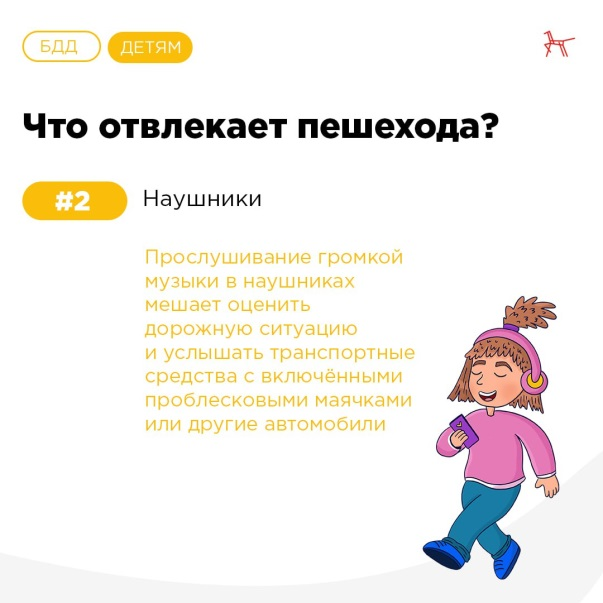 БДД
ДЕТЯМ
Что отвлекает пешехода?
#2
Наушники
Прослушивание громкой
музыки в наушниках
мешает оценить
дорожную ситуацию
и услышать транспортные
средства с включёнными
проблесковыми маячками
или другие автомобили